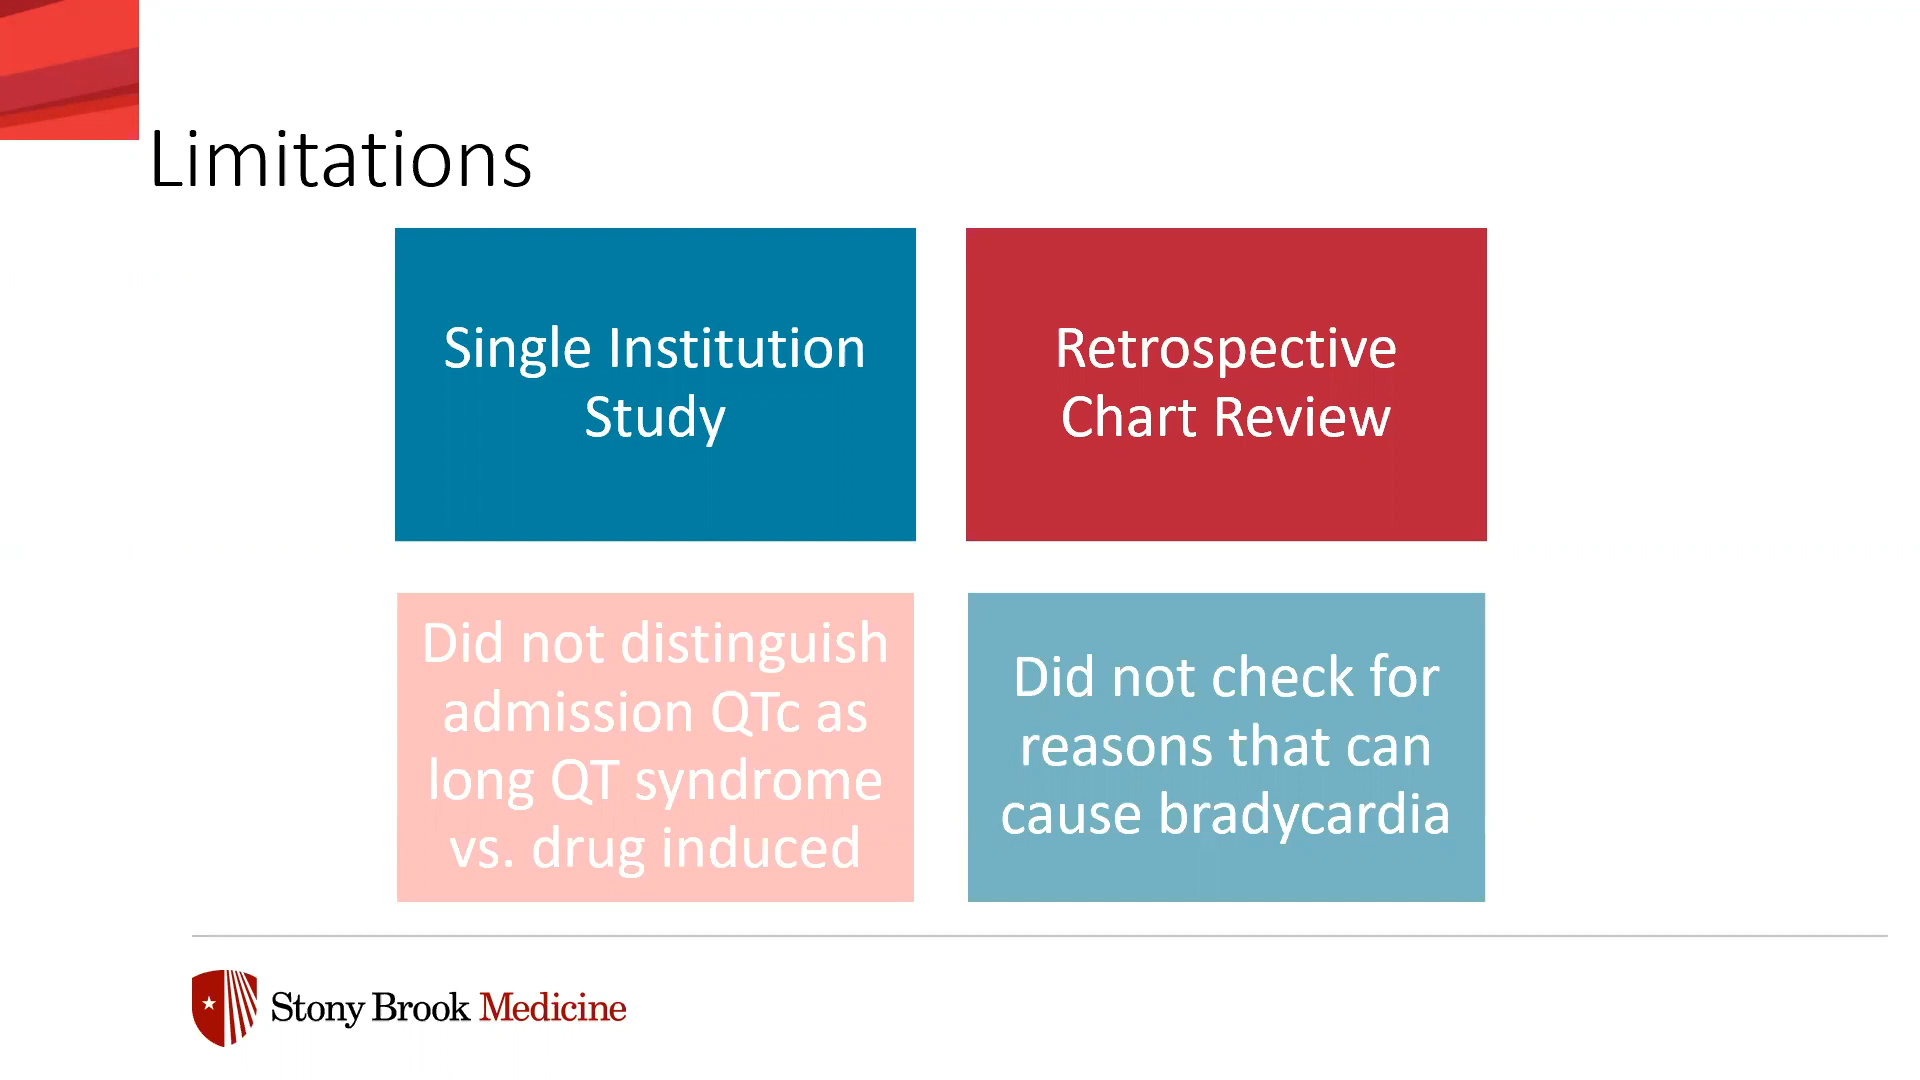 Limitations
Single Institution
Study
Retrospective
Chart Review
Did not distinguish
admission QTc as
long QT syndrome
vs. drug induced
Did not check for
reasons that can
cause bradycardia
Stony Brook Medicine